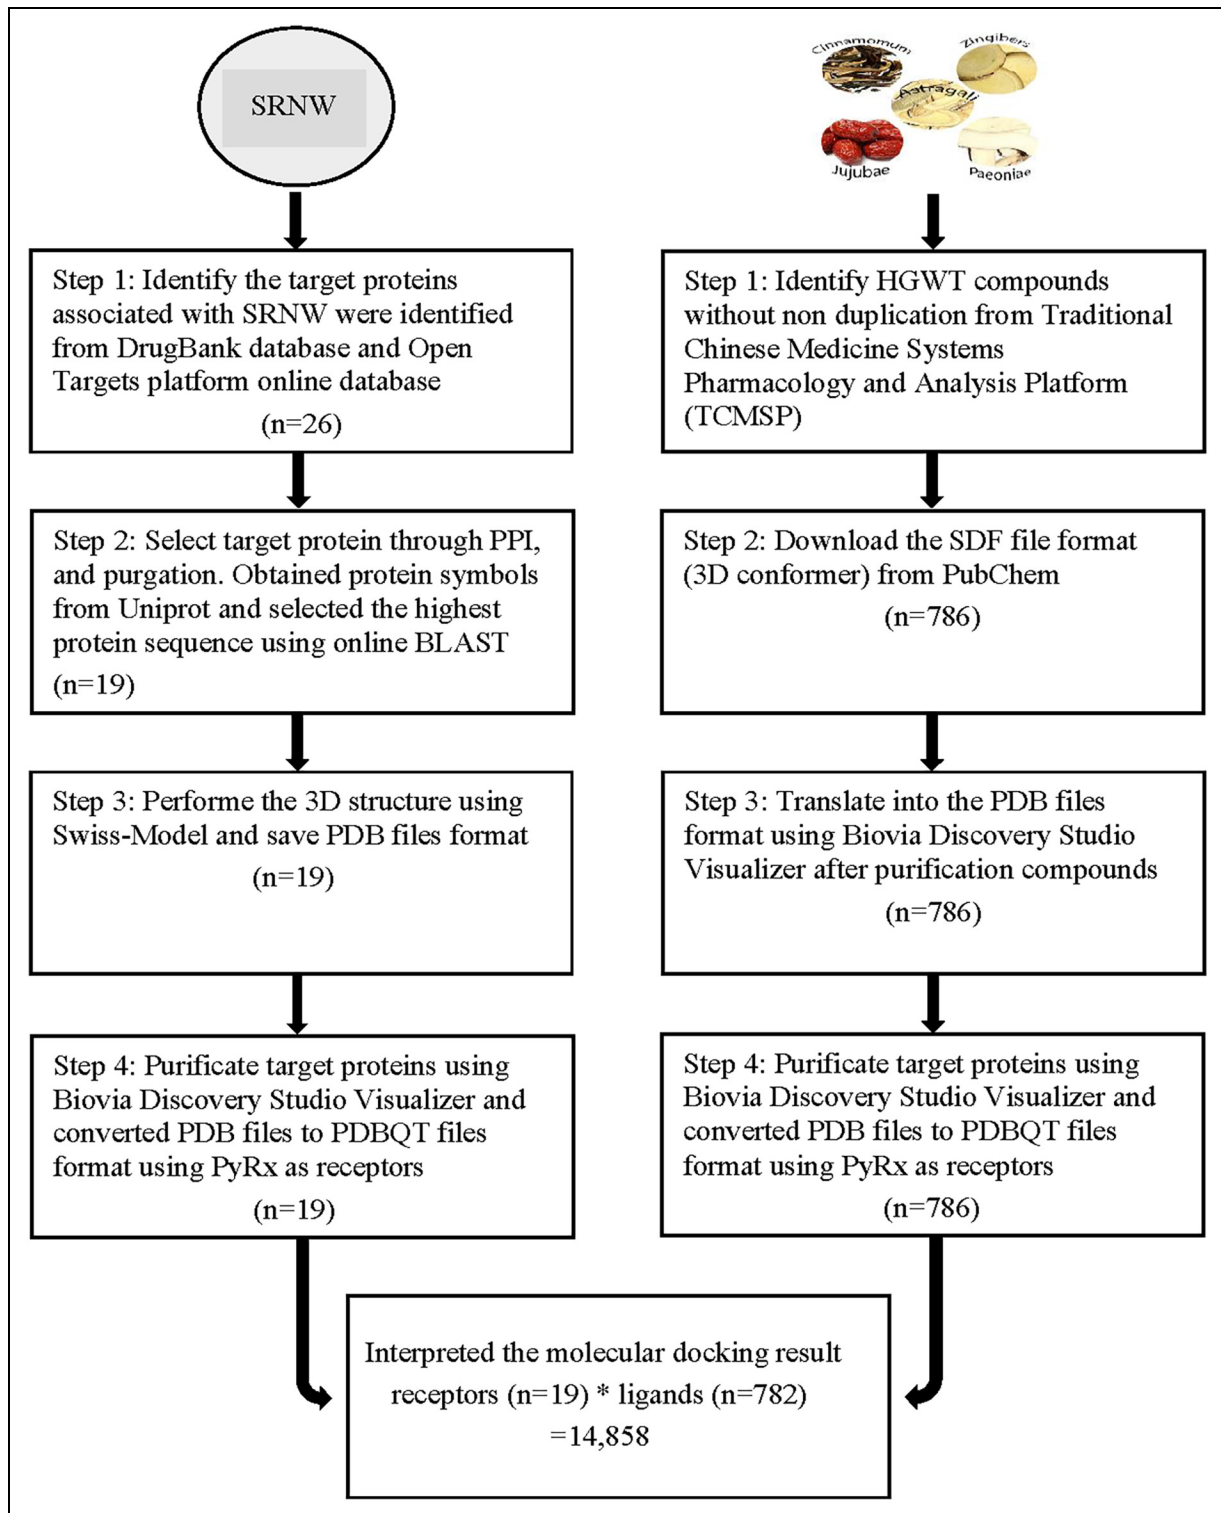 SRNW
Step 1: Identify the target proteins
associated with SRNW were identified
from DrugBank database and Open
Targets platform online database
(n=26)
Step 2: Select target protein through PPI,
and purgation. Obtained protein symbols
from Uniprot and selected the highest
protein sequence using online BLAST
(n=19)
Step 3: Performe the 3D structure using
Swiss-Model and save PDB files format
(n=19)
Step 4: Purificate target proteins using
Biovia Discovery Studio Visualizer and
converted PDB files to PDBQT files
format using PyRx as receptors
(n=19)
Cinnamomum
Zingibers
Astragali
Jujubae
Paeoniae
Step 1: Identify HGWT compounds
without non duplication from Traditional
Chinese Medicine Systems
Pharmacology and Analysis Platform
(TCMSP)
Step 2: Download the SDF file format
(3D conformer) from PubChem
(n=786)
Step 3: Translate into the PDB files
format using Biovia Discovery Studio
Visualizer after purification compounds
(n=786)
Step 4: Purificate target proteins using
Biovia Discovery Studio Visualizer and
converted PDB files to PDBQT files
format using PyRx as receptors
(n=786)
Interpreted the molecular docking result
receptors (n=19) * ligands (n=782)
=14,858